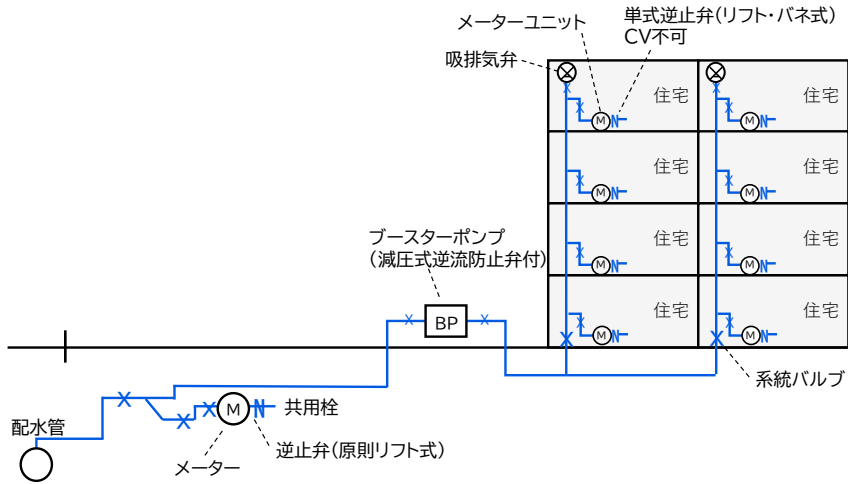 メーターユニット
単式逆止弁(リフト・バネ式)
CV不可
吸排気弁
住宅
住宅
M
N
M
N
住宅
住宅
M
N
M
N
ブースターポンプ
(減圧式逆流防止弁付)
住宅
住宅
M
N
M
N
BP
住宅
住宅
M
N
M
N
系統バルブ
配水管
M
N
共用栓
逆止弁(原則リフト式)
メーター